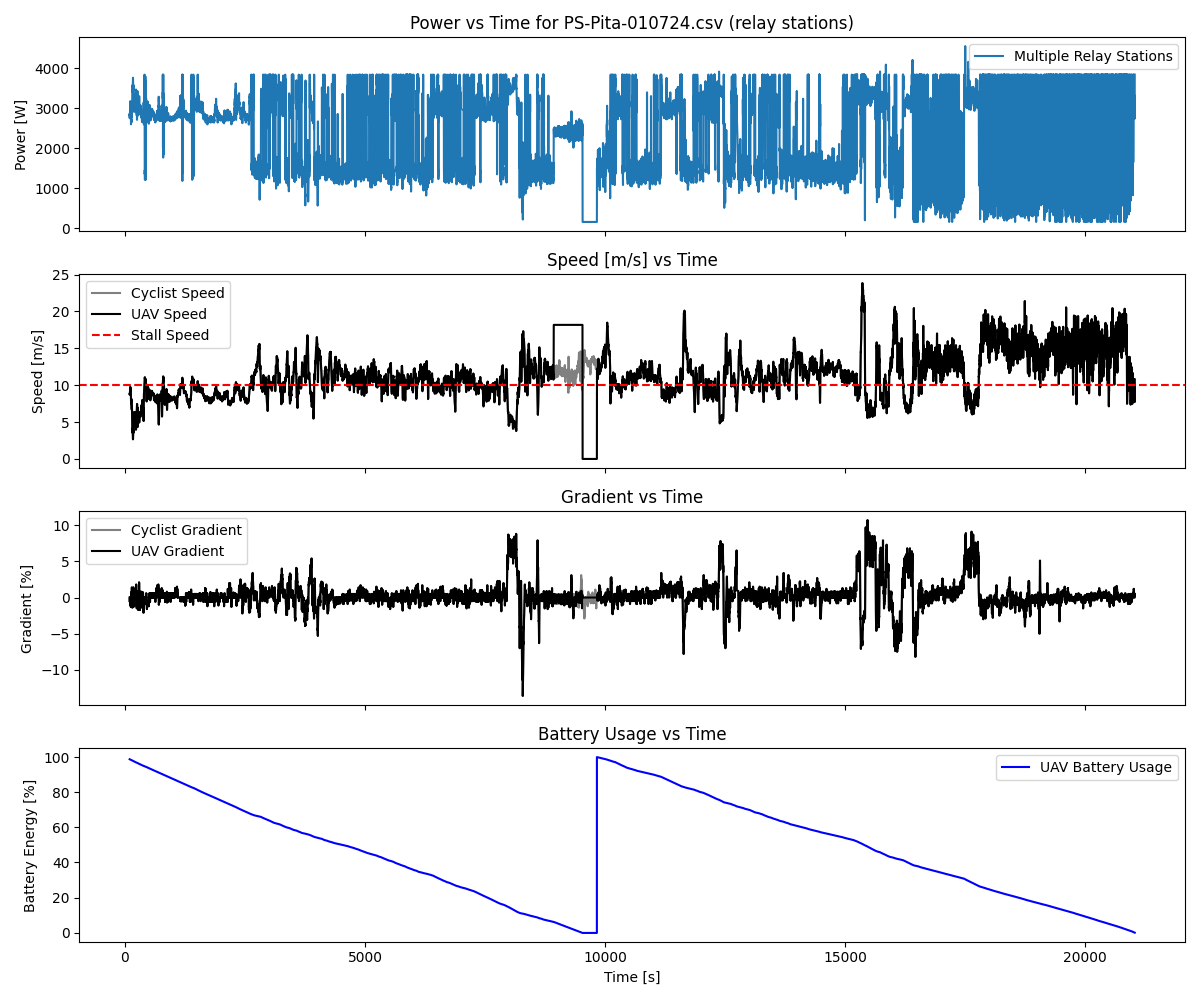 Power vs Time for PS-Pita-010724.csv (relay stations)
Power [W]
4000
3000
2000
1000
0
Multiple Relay Stations
Speed [m/s] vs Time
Speed [m/s]
25
20
15
10
5
0
Cyclist Speed
UAV Speed
Stall Speed
Gradient vs Time
Gradient [%]
10
5
0
−5
−10
Cyclist Gradient
UAV Gradient
Battery Usage vs Time
Battery Energy [%]
100
80
60
40
20
0
UAV Battery Usage
0 5000 10000 15000 20000
Time [s]